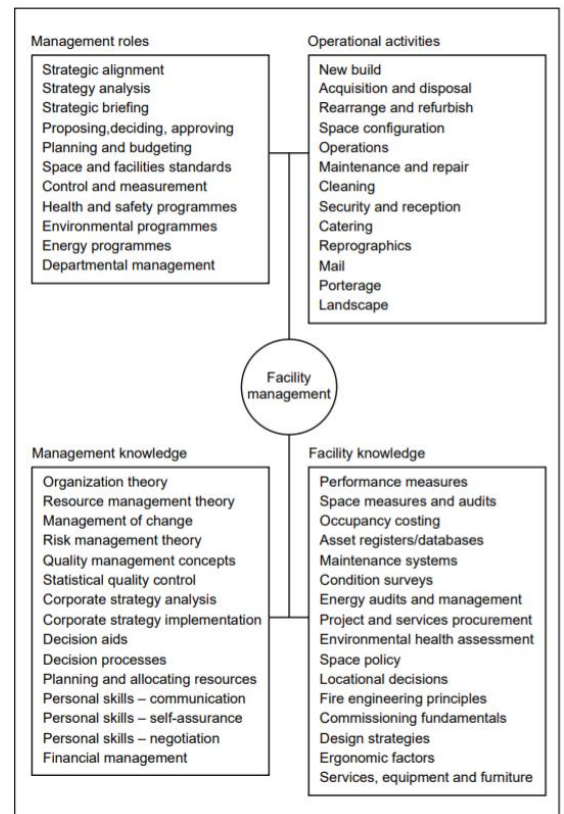 Management roles
Strategic alignment
Strategy analysis
Strategic briefing
Proposing,deciding, approving
Planning and budgeting
Space and facilities standards
Control and measurement
Health and safety programmes
Environmental programmes
Energy programmes
Departmental management
Operational activities
New build
Acquisition and disposal
Rearrange and refurbish
Space configuration
Operations
Maintenance and repair
Cleaning
Security and reception
Catering
Reprographics
Mail
Porterage
Landscape
Facility
management
Management knowledge
Organization theory
Resource management theory
Management of change
Risk management theory
Quality management concepts
Statistical quality control
Corporate strategy analysis
Corporate strategy implementation
Decision aids
Decision processes
Planning and allocating resources
Personal skills – communication
Personal skills – self-assurance
Personal skills – negotiation
Financial management
Facility knowledge
Performance measures
Space measures and audits
Occupancy costing
Asset registers/databases
Maintenance systems
Condition surveys
Energy audits and management
Project and services procurement
Environmental health assessment
Space policy
Locational decisions
Fire engineering principles
Commissioning fundamentals
Design strategies
Ergonomic factors
Services, equipment and furniture